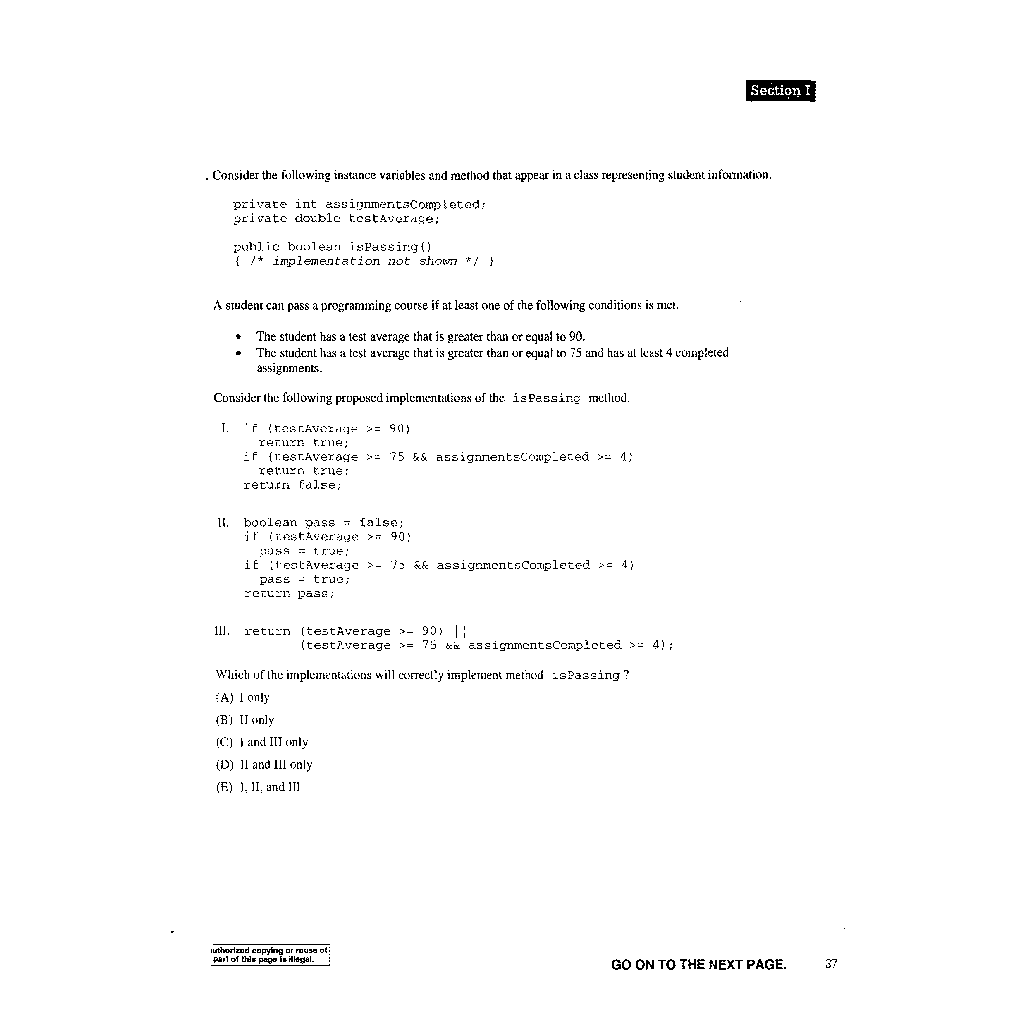 Section I
. Consider the following instance variables and method that appear in a class representing student information.
private int assignmentsCompleted;
private double testAverage;
public boolean isPassing()
{ /* implementation not shown */ }
A student can pass a programming course if at least one of the following conditions is met.
• The student has a test average that is greater than or equal to 90.
• The student has a test average that is greater than or equal to 75 and has at least 4 completed
assignments.
Consider the following proposed implementations of the isPassing method.
I. if (testAverage >= 90)
return true;
if (testAverage >= 75 && assignmentsCompleted >= 4)
return true;
return false;
II. boolean pass = false;
if (testAverage >= 90)
pass = true;
if (testAverage >= 75 && assignmentsCompleted >= 4)
pass = true;
return pass;
III. return (testAverage >= 90) ||
(testAverage >= 75 && assignmentsCompleted >= 4);
Which of the implementations will correctly implement method isPassing ?
(A) I only
(B) II only
(C) I and III only
(D) II and III only
(E) I, II, and III
uthorized copying or reuse of
part of this page is illegal.
GO ON TO THE NEXT PAGE.
37